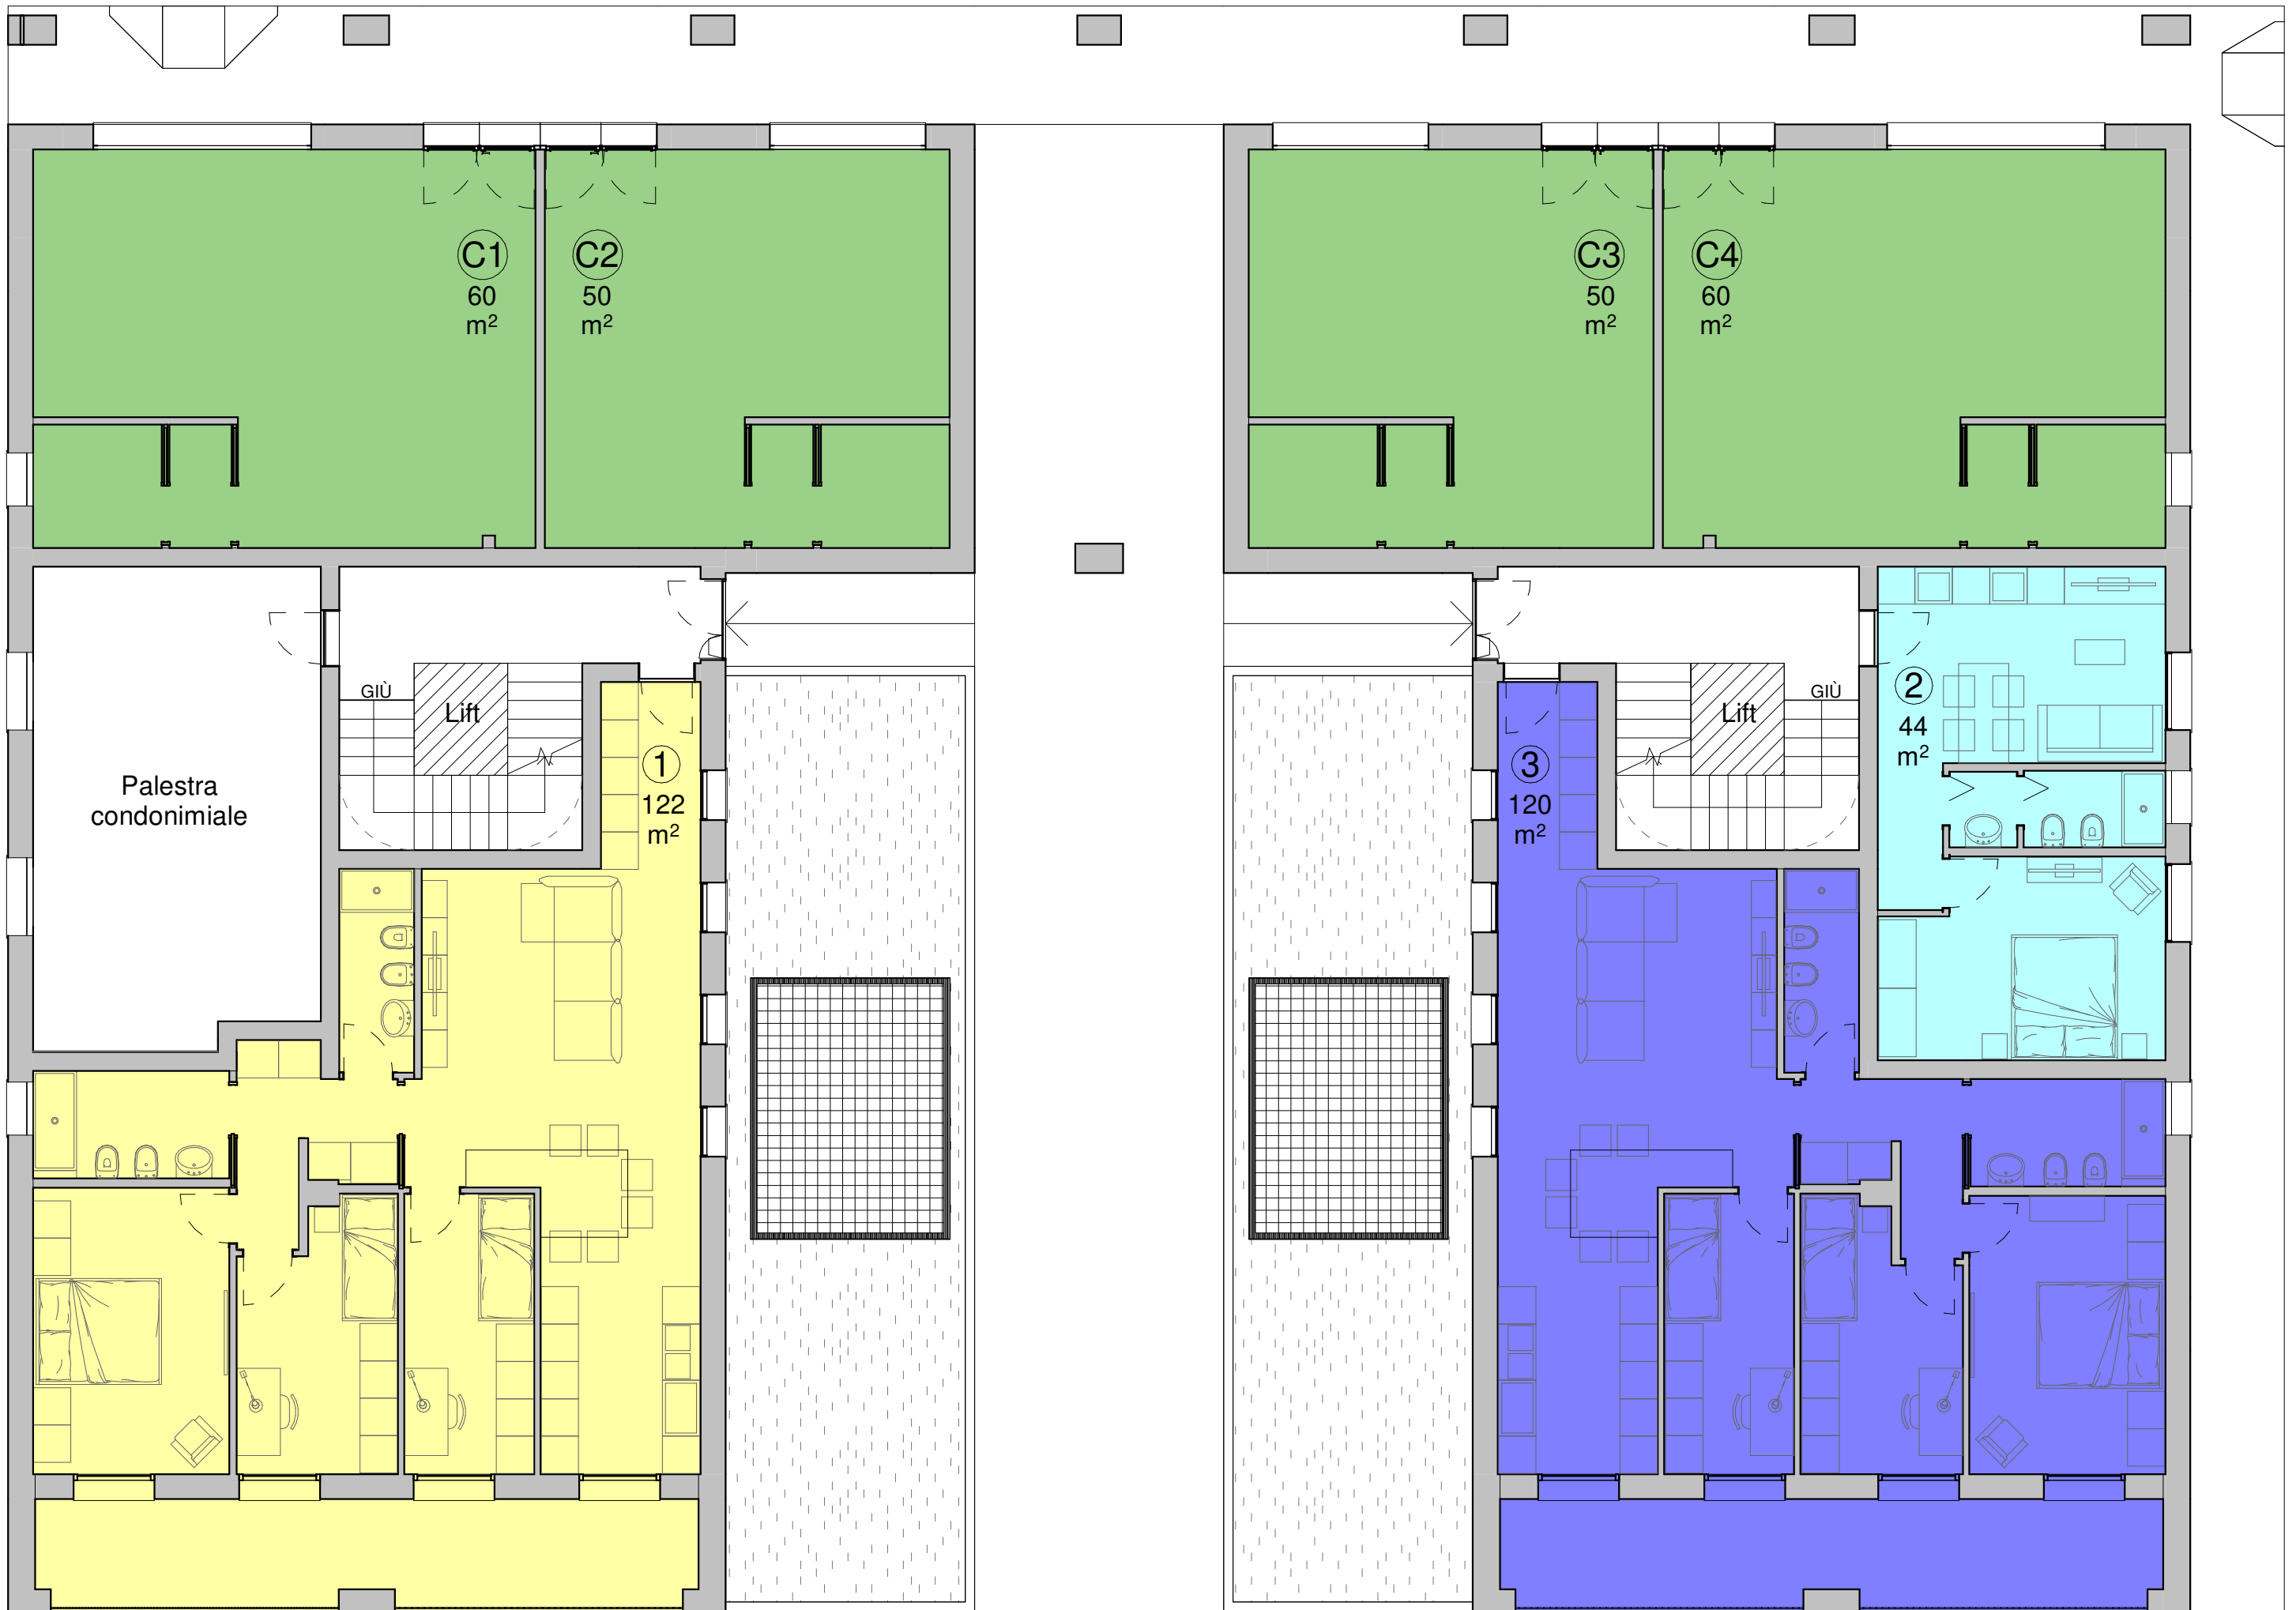 C1
60
m²
C2
50
m²
C3
50
m²
C4
60
m²
GIÙ
Lift
1
122
m²
Palestra
condonimiale
3
120
m²
Lift
GIÙ
2
44
m²